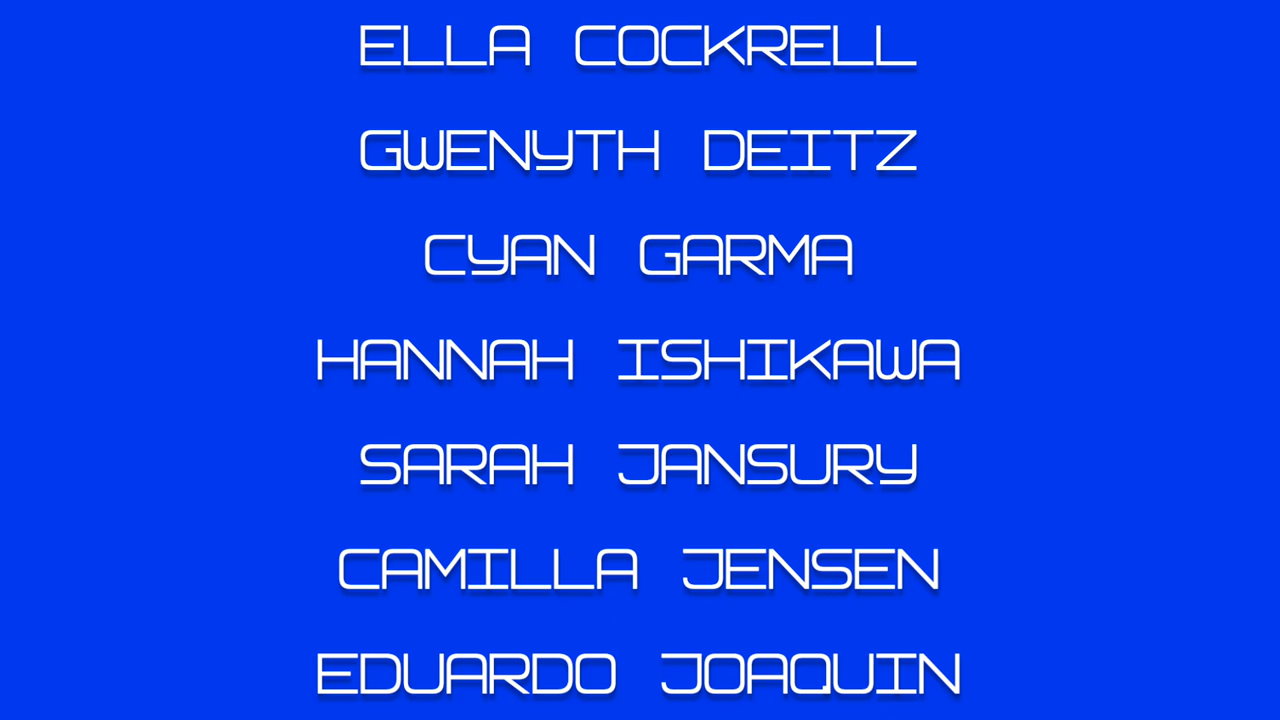 ELLA COCKRELL
GWENYTH DEITZ
CYAN GARMA
HANNAH ISHIKAWA
SARAH JANSURY
CAMILLA JENSEN
EDUARDO JOAQUIN